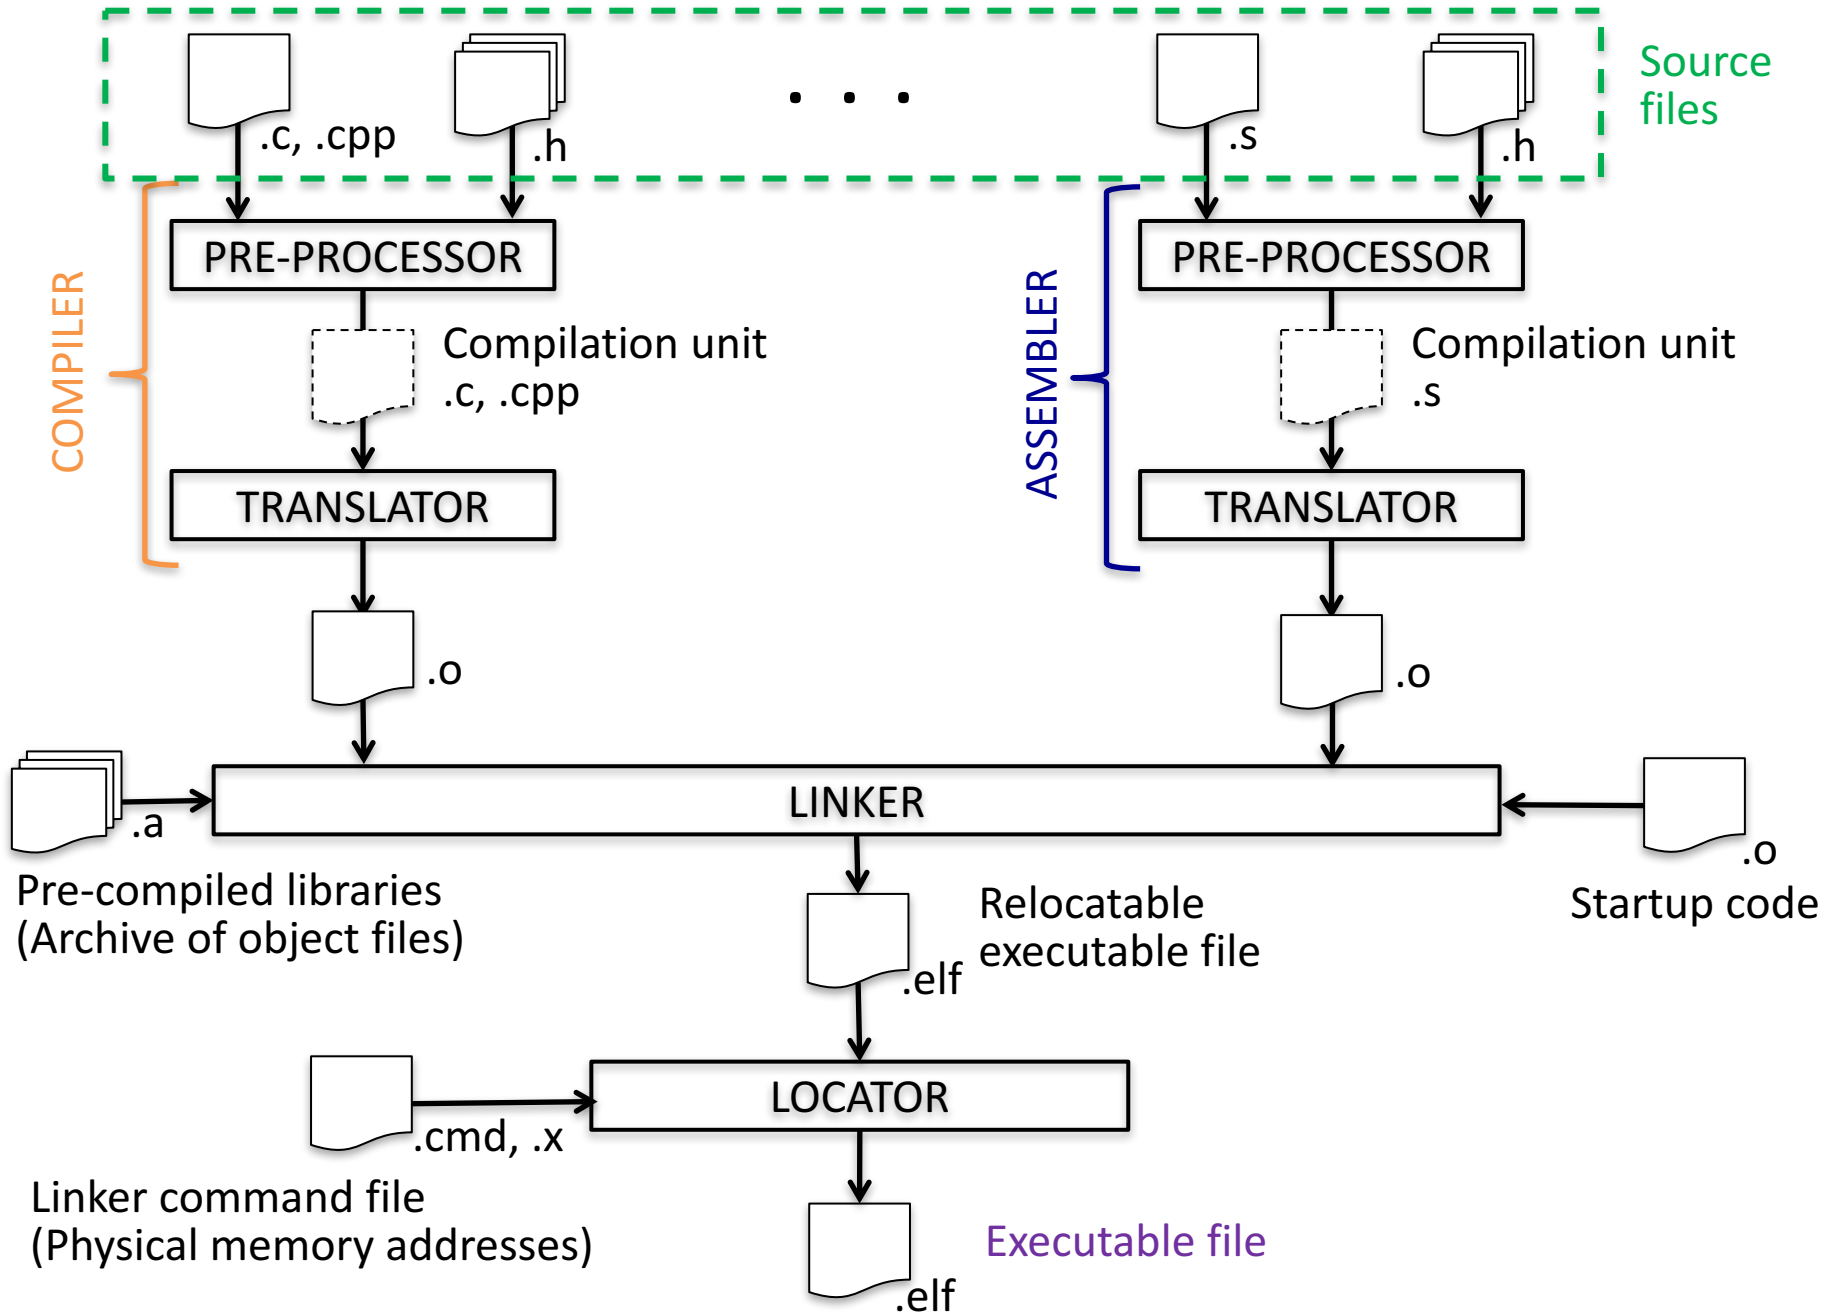 Source
files
.c, .cpp
.h
. . .
.s
.h
COMPILER
PRE-PROCESSOR
Compilation unit
.c, .cpp
TRANSLATOR
.o
ASSEMBLER
PRE-PROCESSOR
Compilation unit
.s
TRANSLATOR
.o
.a
Pre-compiled libraries
(Archive of object files)
LINKER
.o
Startup code
Relocatable
executable file
.elf
LOCATOR
.cmd, .x
Linker command file
(Physical memory addresses)
Executable file
.elf